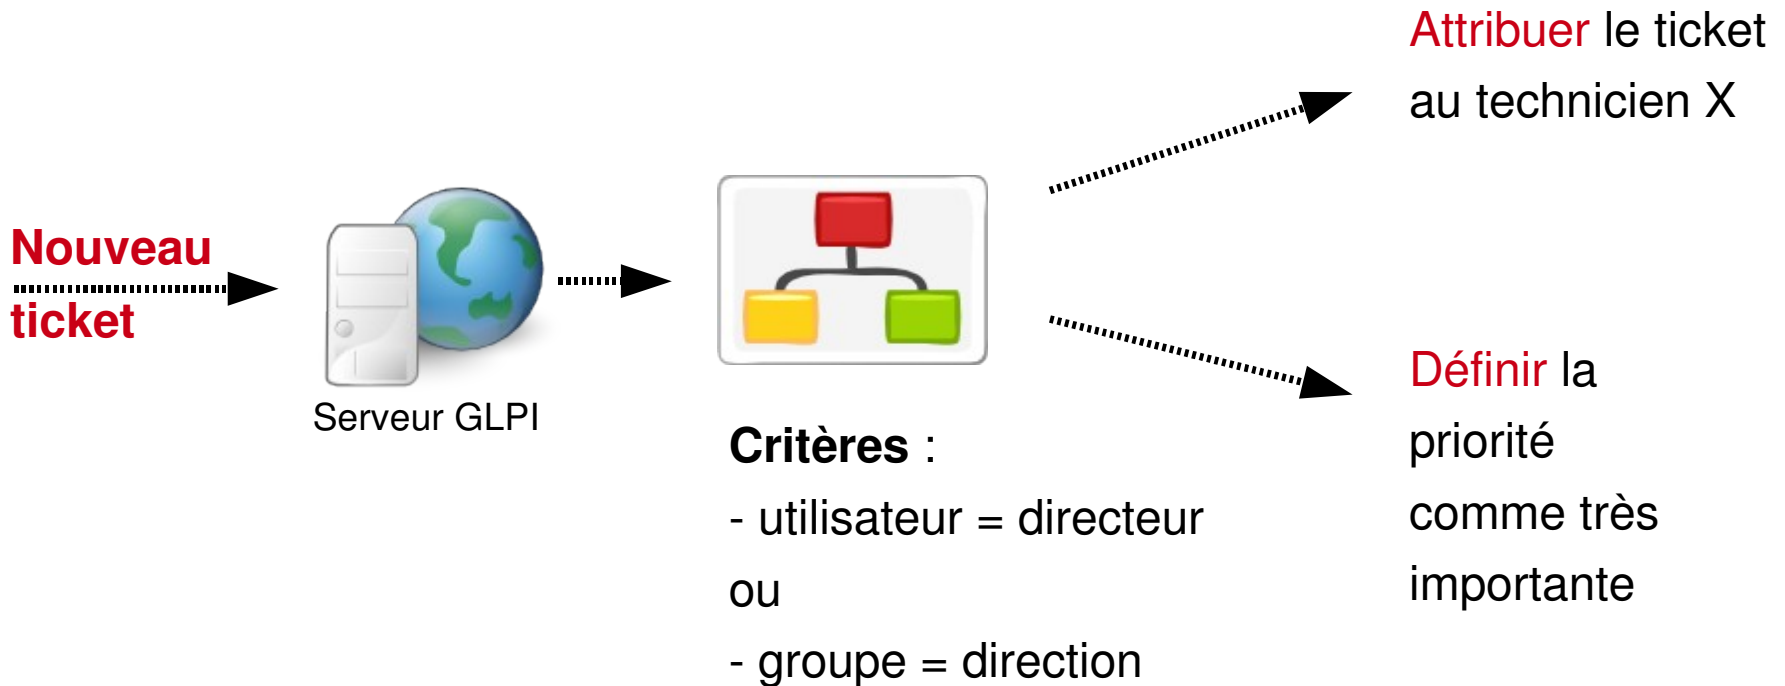 Nouveau
ticket
Serveur GLPI
Critères :
- utilisateur = directeur
ou
- groupe = direction
Attribuer le ticket
au technicien X
Définir la
priorité
comme très
importante